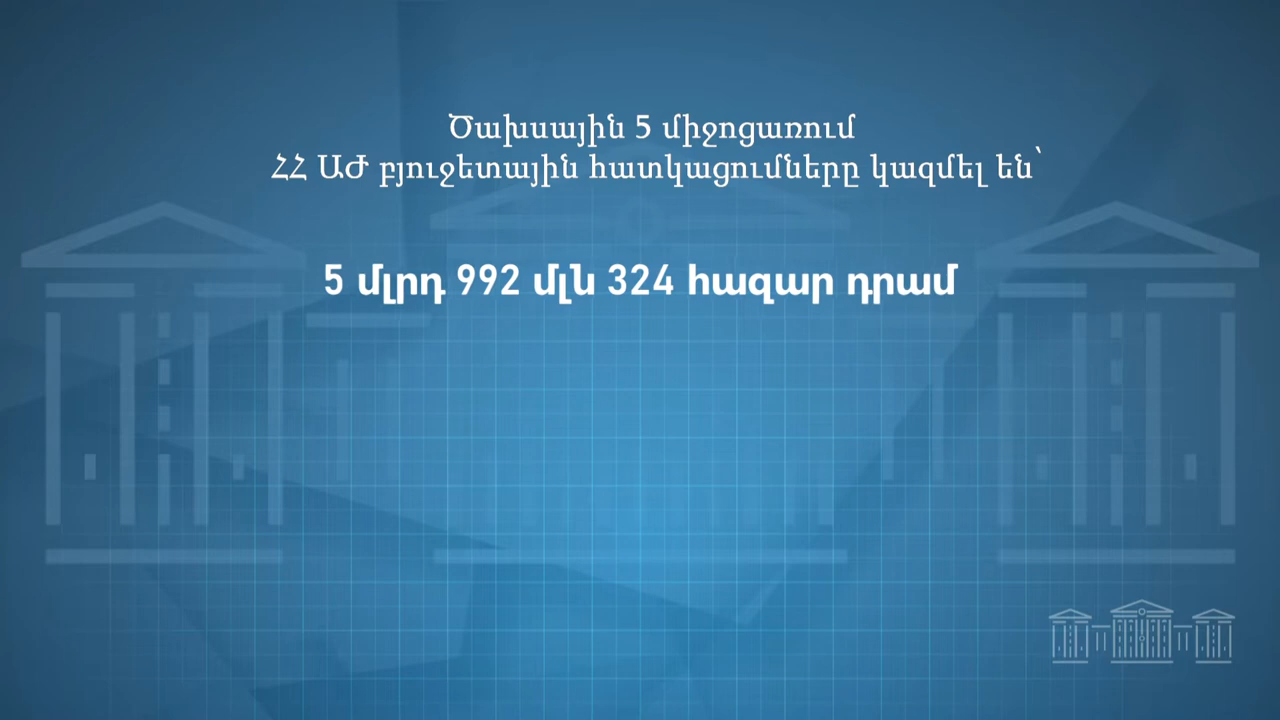 Ծախսային 5 միջոցառում
ՀՀ ԱԺ բյուջետային հատկացումները կազմել են՝
5 մլրդ 992 մլն 324 հազար դրամ